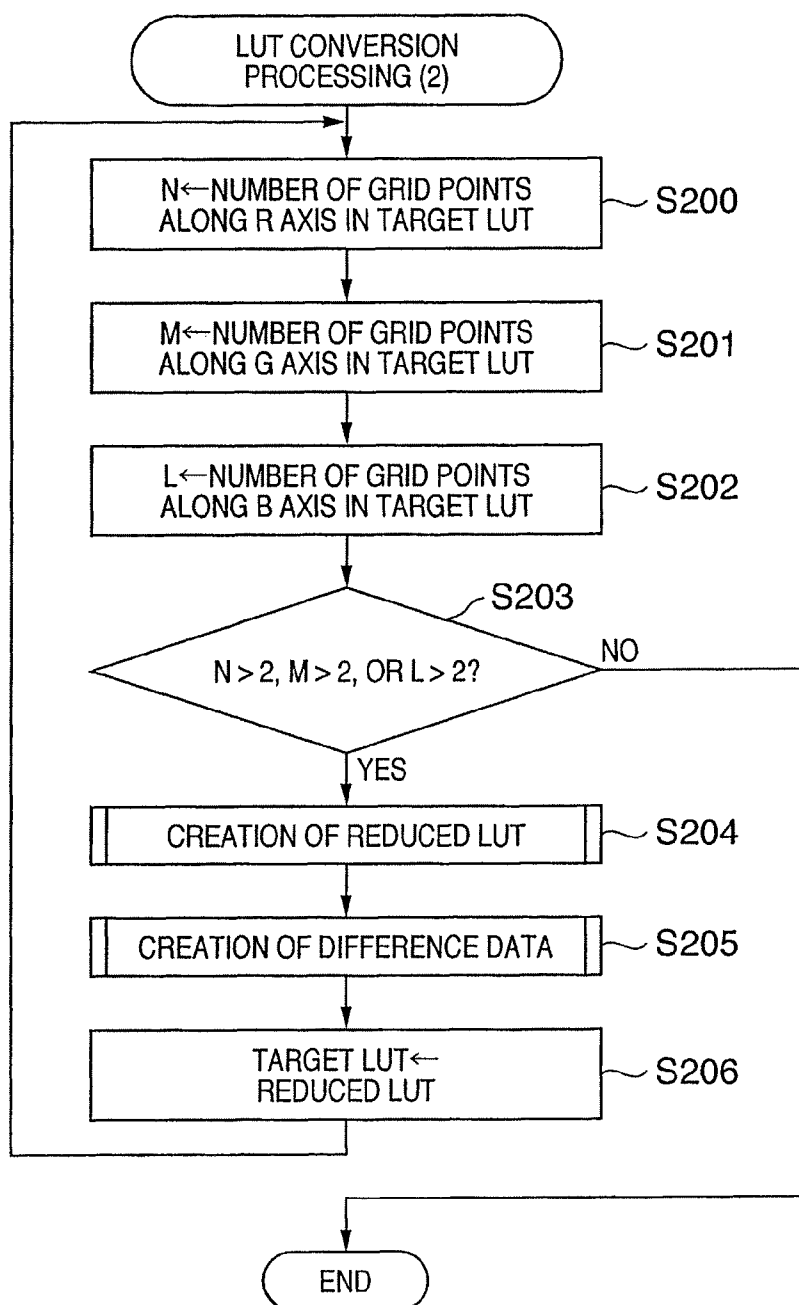 LUT CONVERSION
PROCESSING (2)
N←NUMBER OF GRID POINTS
ALONG R AXIS IN TARGET LUT
S200
M←NUMBER OF GRID POINTS
ALONG G AXIS IN TARGET LUT
S201
L←NUMBER OF GRID POINTS
ALONG B AXIS IN TARGET LUT
S202
S203
N > 2, M > 2, OR L > 2?
NO
YES
CREATION OF REDUCED LUT
S204
CREATION OF DIFFERENCE DATA
S205
TARGET LUT←
REDUCED LUT
S206
END